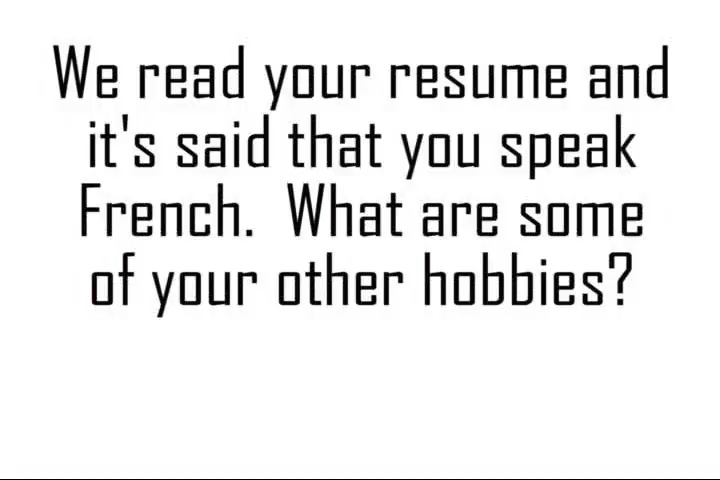 We read your resume and
it's said that you speak
French.  What are some
of your other hobbies?